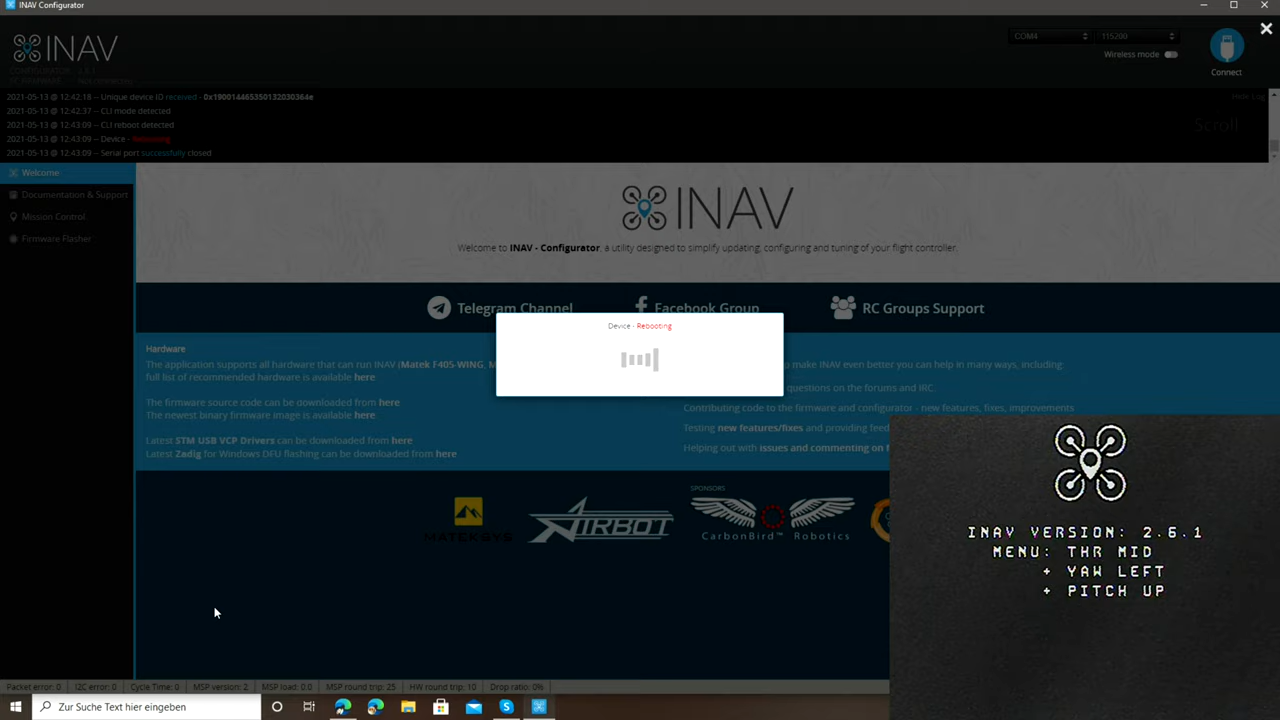 INAV Configurator
INAV
COM4
115200
Wireless mode
Connect
2021-05-13 @ 12:42:18 -- Unique device ID received - 0x190014465350132030364e
Hide Log
2021-05-13 @ 12:42:37 -- CLI mode detected
2021-05-13 @ 12:43:09 -- CLI reboot detected
Scroll
2021-05-13 @ 12:43:09 -- Device - Rebooting
2021-05-13 @ 12:43:09 -- Serial port successfully closed
Welcome
Documentation & Support
Mission Control
Firmware Flasher
INAV
Welcome to INAV - Configurator, a utility designed to simplify updating, configuring and tuning of your flight controller.
Telegram Channel
Facebook Group
RC Groups Support
Device - Rebooting
Hardware
The application supports all hardware that can run INAV (Matek F405-WING, M
full list of recommended hardware is available here
The firmware source code can be downloaded from here
The newest binary firmware image is available here
Latest STM USB VCP Drivers can be downloaded from here
Latest Zadig for Windows DFU flashing can be downloaded from here
make INAV even better you can help in many ways, including:
questions on the forums and IRC.
Contributing code to the firmware and configurator - new features, fixes, improvements
Testing new features/fixes and providing feed
Helping out with issues and commenting on f
SPONSORS
MATEKSYS
AIRBOT
CarbonBird™ Robotics
INAV VERSION: 2.6.1
MENU: THR MID
+ YAW LEFT
+ PITCH UP
Packet error: 0
I2C error: 0
Cycle Time: 0
MSP version: 2
MSP load: 0.0
MSP round trip: 25
HW round trip: 10
Drop ratio: 0%
Zur Suche Text hier eingeben